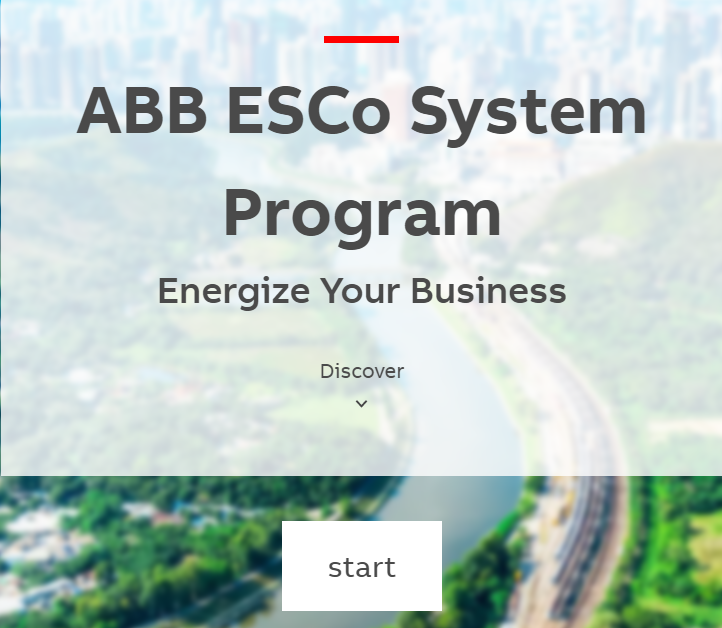 ABB ESCo System
Program
Energize Your Business
Discover
start